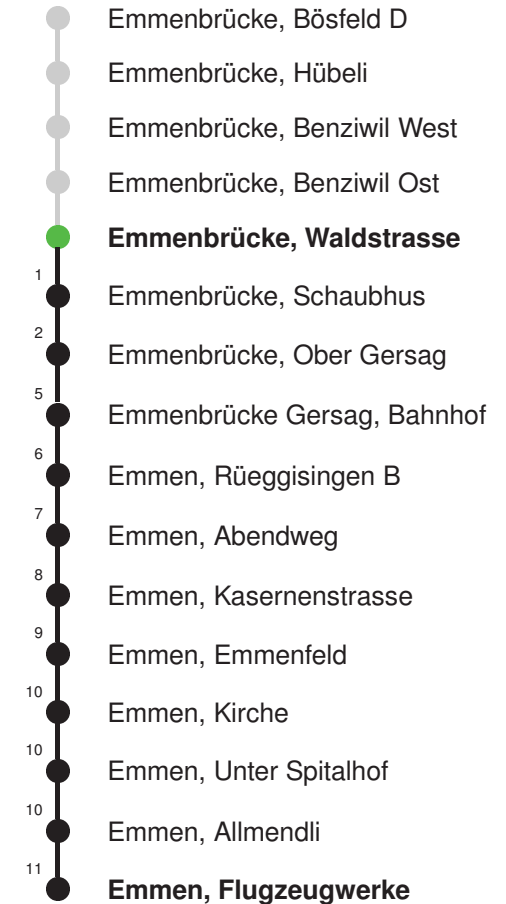 Emmenbrücke, Bösfeld D
Emmenbrücke, Hübeli
Emmenbrücke, Benziwil West
Emmenbrücke, Benziwil Ost
Emmenbrücke, Waldstrasse
1
Emmenbrücke, Schaubhus
2
Emmenbrücke, Ober Gersag
5
Emmenbrücke Gersag, Bahnhof
6
Emmen, Rüeggisingen B
7
Emmen, Abendweg
8
Emmen, Kasernenstrasse
9
Emmen, Emmenfeld
10
Emmen, Kirche
10
Emmen, Unter Spitalhof
10
Emmen, Allmendli
11
Emmen, Flugzeugwerke